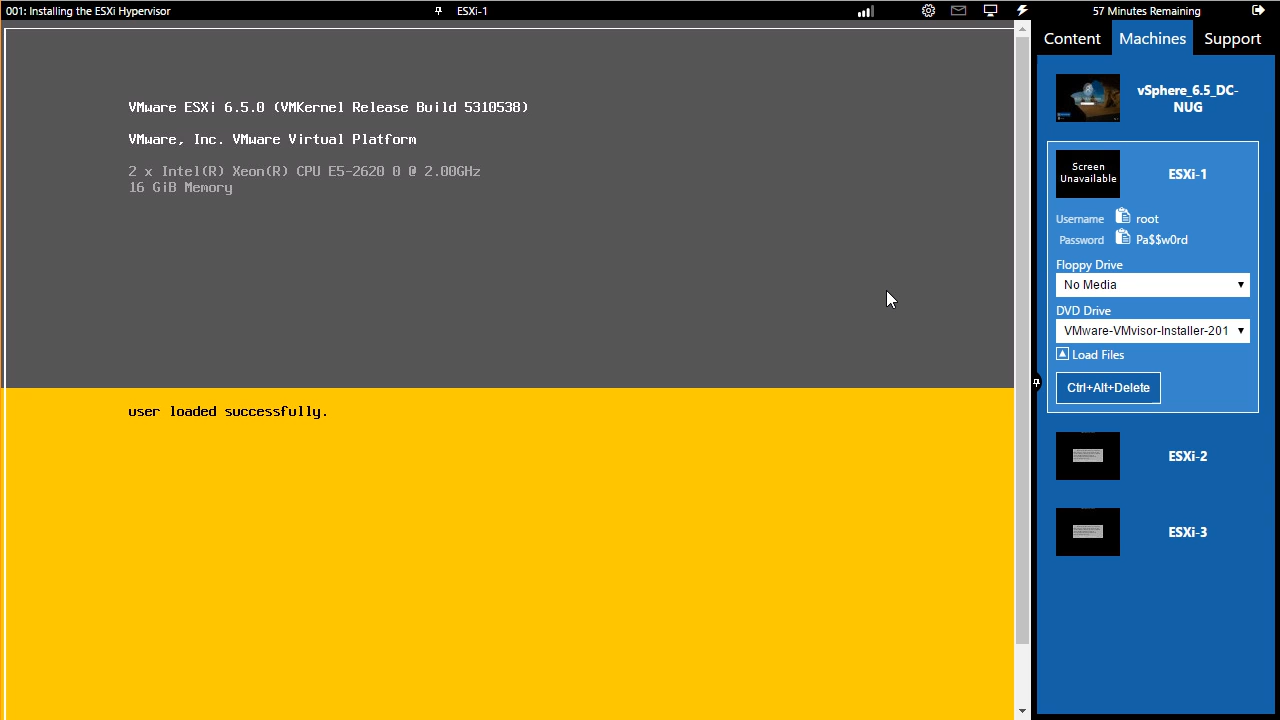 001: Installing the ESXi Hypervisor
ESXi-1
57 Minutes Remaining
Content
Machines
Support
VMware ESXi 6.5.0 (VMKernel Release Build 5310538)
VMware, Inc. VMware Virtual Platform
2 x Intel(R) Xeon(R) CPU E5-2620 0 @ 2.00GHz
16 GiB Memory
user loaded successfully.
vSphere_6.5_DC-
NUG
Screen
Unavailable
ESXi-1
Username root
Password Pa$$w0rd
Floppy Drive
No Media
DVD Drive
VMware-VMvisor-Installer-201
Load Files
Ctrl+Alt+Delete
ESXi-2
ESXi-3